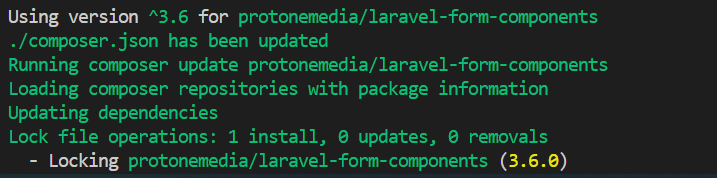 Using version ^3.6 for protonemedia/laravel-form-components
./composer.json has been updated
Running composer update protonemedia/laravel-form-components
Loading composer repositories with package information
Updating dependencies
Lock file operations: 1 install, 0 updates, 0 removals
  - Locking protonemedia/laravel-form-components (3.6.0)